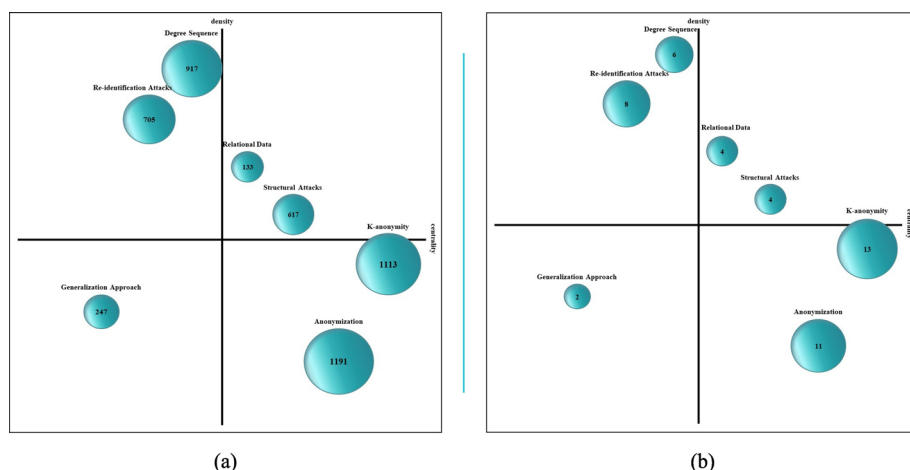 density
Degree Sequence
917
Re-identification Attacks
705
Relational Data
133
Structural Attacks
617
K-anonymity
centrality
1113
Generalization Approach
247
Anonymization
1191
(a)
density
Degree Sequence
6
Re-identification Attacks
8
Relational Data
4
Structural Attacks
4
K-anonymity
centrality
13
Generalization Approach
2
Anonymization
11
(b)